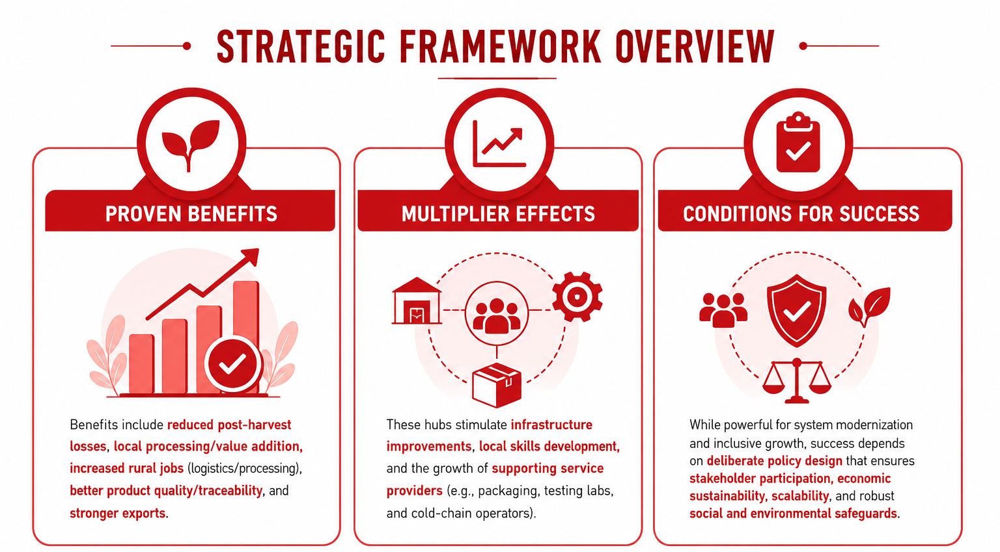 STRATEGIC FRAMEWORK OVERVIEW
PROVEN BENEFITS
Benefits include reduced post-harvest
losses, local processing/value addition,
increased rural jobs (logistics/processing),
better product quality/traceability, and
stronger exports.
MULTIPLIER EFFECTS
These hubs stimulate infrastructure
improvements, local skills development,
and the growth of supporting service
providers (e.g., packaging, testing labs,
and cold-chain operators).
CONDITIONS FOR SUCCESS
While powerful for system modernization
and inclusive growth, success depends
on deliberate policy design that ensures
stakeholder participation, economic
sustainability, scalability, and robust
social and environmental safeguards.